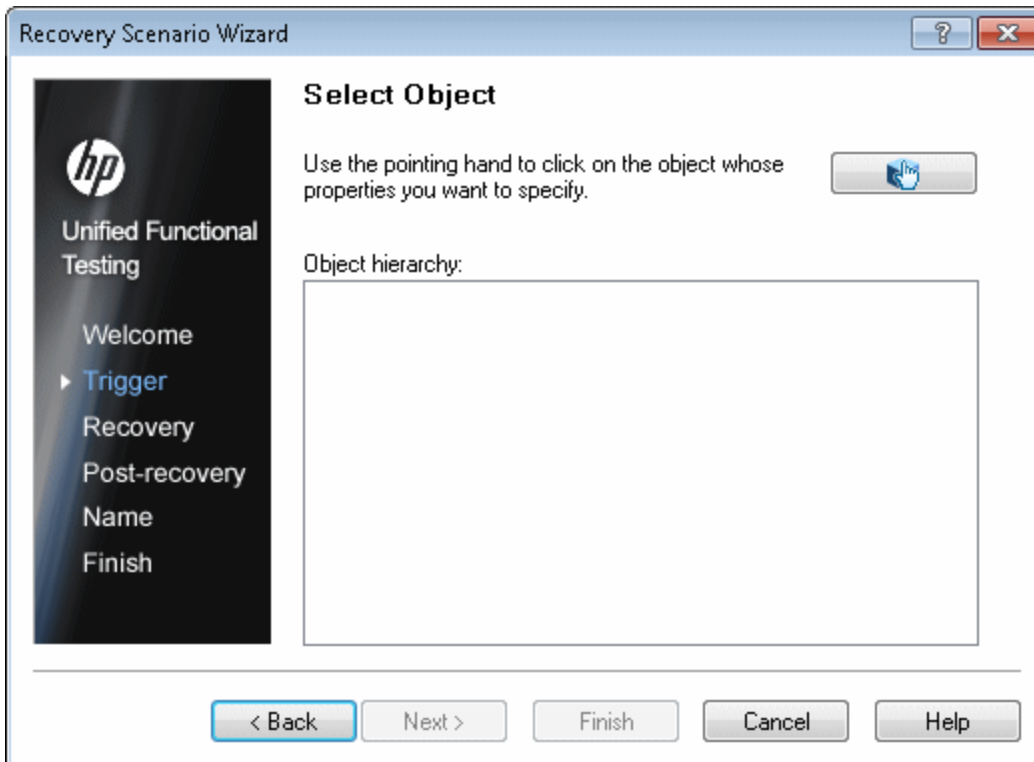 Recovery Scenario Wizard
hp
Unified Functional
Testing
Welcome
Trigger
Recovery
Post-recovery
Name
Finish
Select Object
Use the pointing hand to click on the object whose
properties you want to specify.
Object hierarchy:
< Back
Next >
Finish
Cancel
Help